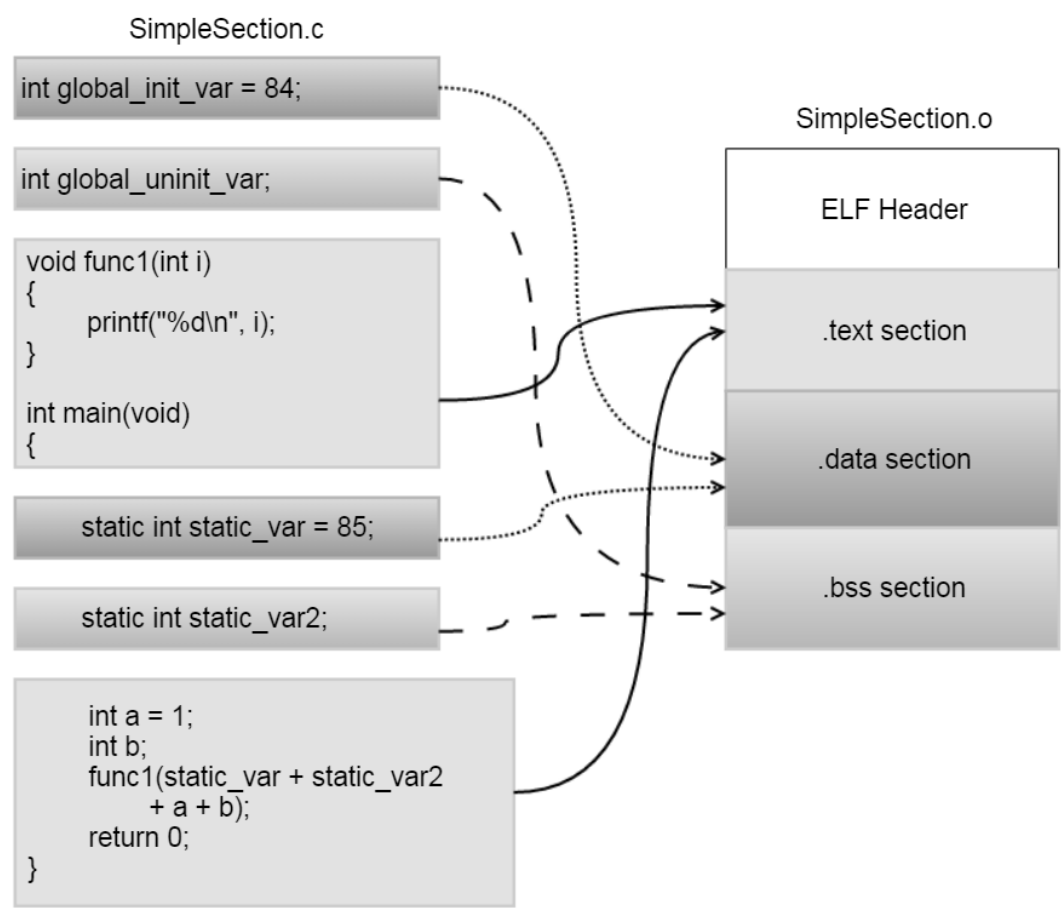 SimpleSection.c
int global_init_var = 84;
int global_uninit_var;
void func1(int i)
{
printf("%d\n", i);
}
int main(void)
{
static int static_var = 85;
static int static_var2;
int a = 1;
int b;
func1(static_var + static_var2
+ a + b);
return 0;
}
SimpleSection.o
ELF Header
.text section
.data section
.bss section